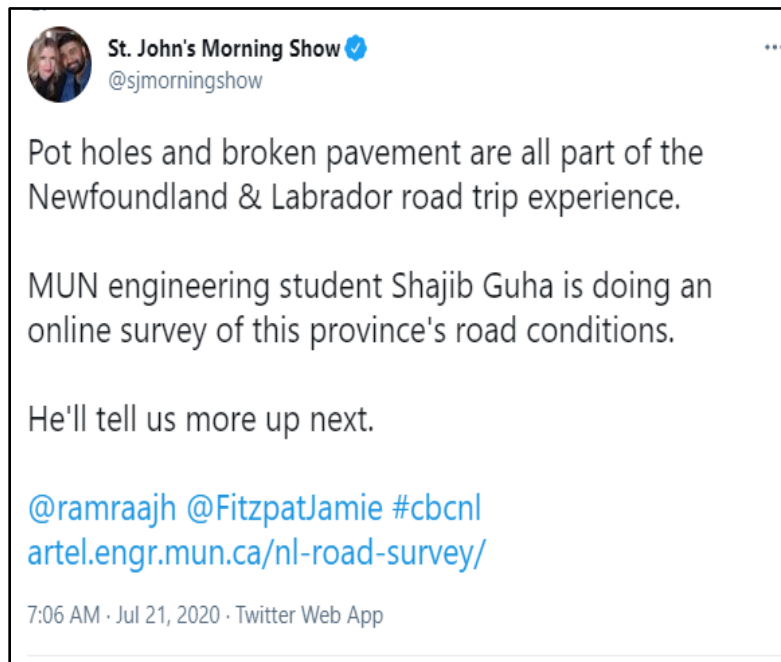 St. John's Morning Show
@sjmorningshow
Pot holes and broken pavement are all part of the
Newfoundland & Labrador road trip experience.
MUN engineering student Shajib Guha is doing an
online survey of this province's road conditions.
He'll tell us more up next.
@ramraajh @FitzpatJamie #cbcnl
artel.engr.mun.ca/nl-road-survey/
7:06 AM · Jul 21, 2020 · Twitter Web App